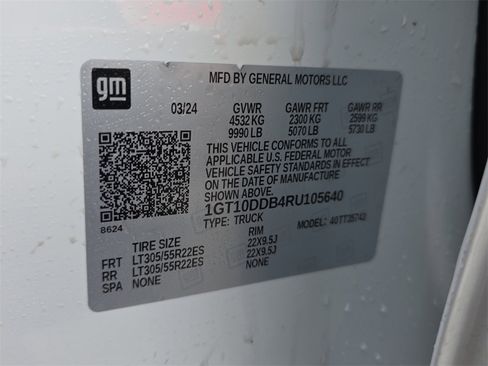 gm
MFD BY GENERAL MOTORS LLC
03/24 GVWR GAWR FRT GAWR RR
4532 KG 2300 KG 2599 KG
9990 LB 5070 LB 5730 LB
THIS VEHICLE CONFORMS TO ALL
APPLICABLE U.S. FEDERAL MOTOR
VEHICLE SAFETY AND THEFT PREVENTION
STANDARDS IN EFFECT ON THE DATE OF
MANUFACTURE
SHOWN ABOVE.
1GT10DDB4RU105640
TYPE: TRUCK MODEL: 40TT35743
8624
TIRE SIZE RIM
FRT LT305/55R22ES 22X9.5J
RR LT305/55R22ES 22X9.5J
SPA NONE NONE